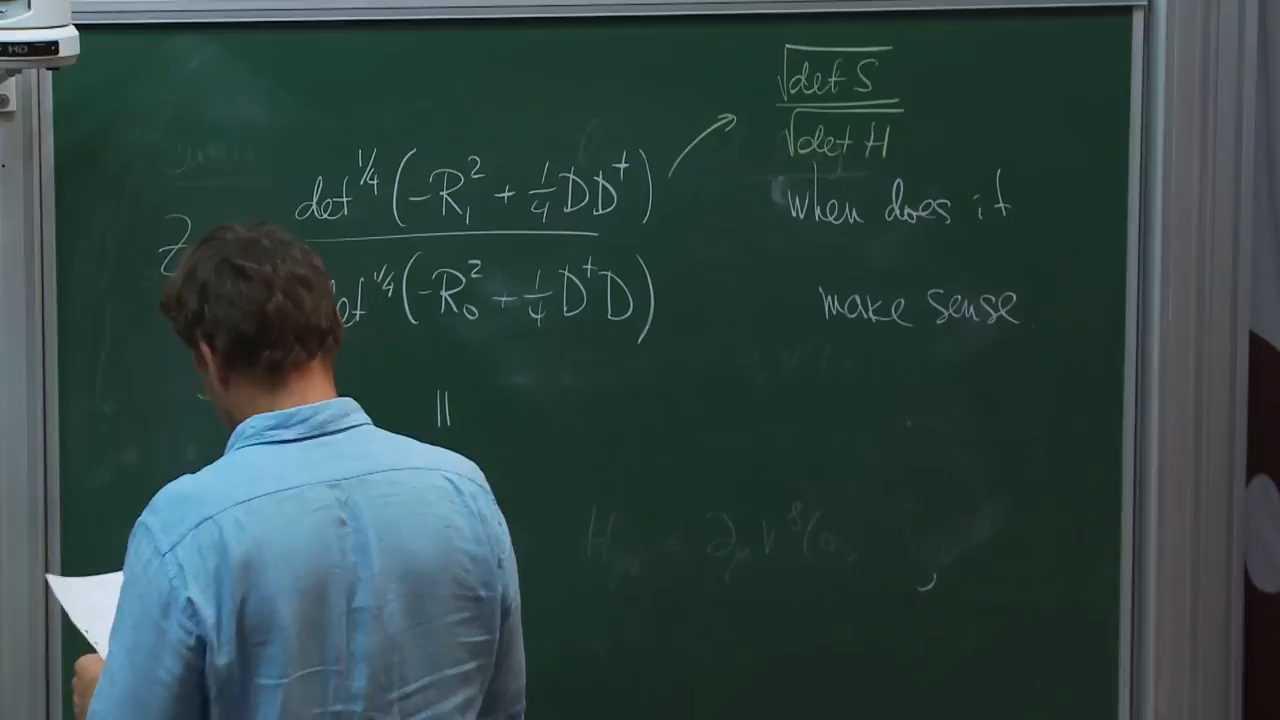 HD
√det S
√det H
Z det^{1/4}(-R_1^2 + 1/4 DD^†)
det^{1/4}(-R_0^2 + 1/4 D^†D)
when does it
make sense
||